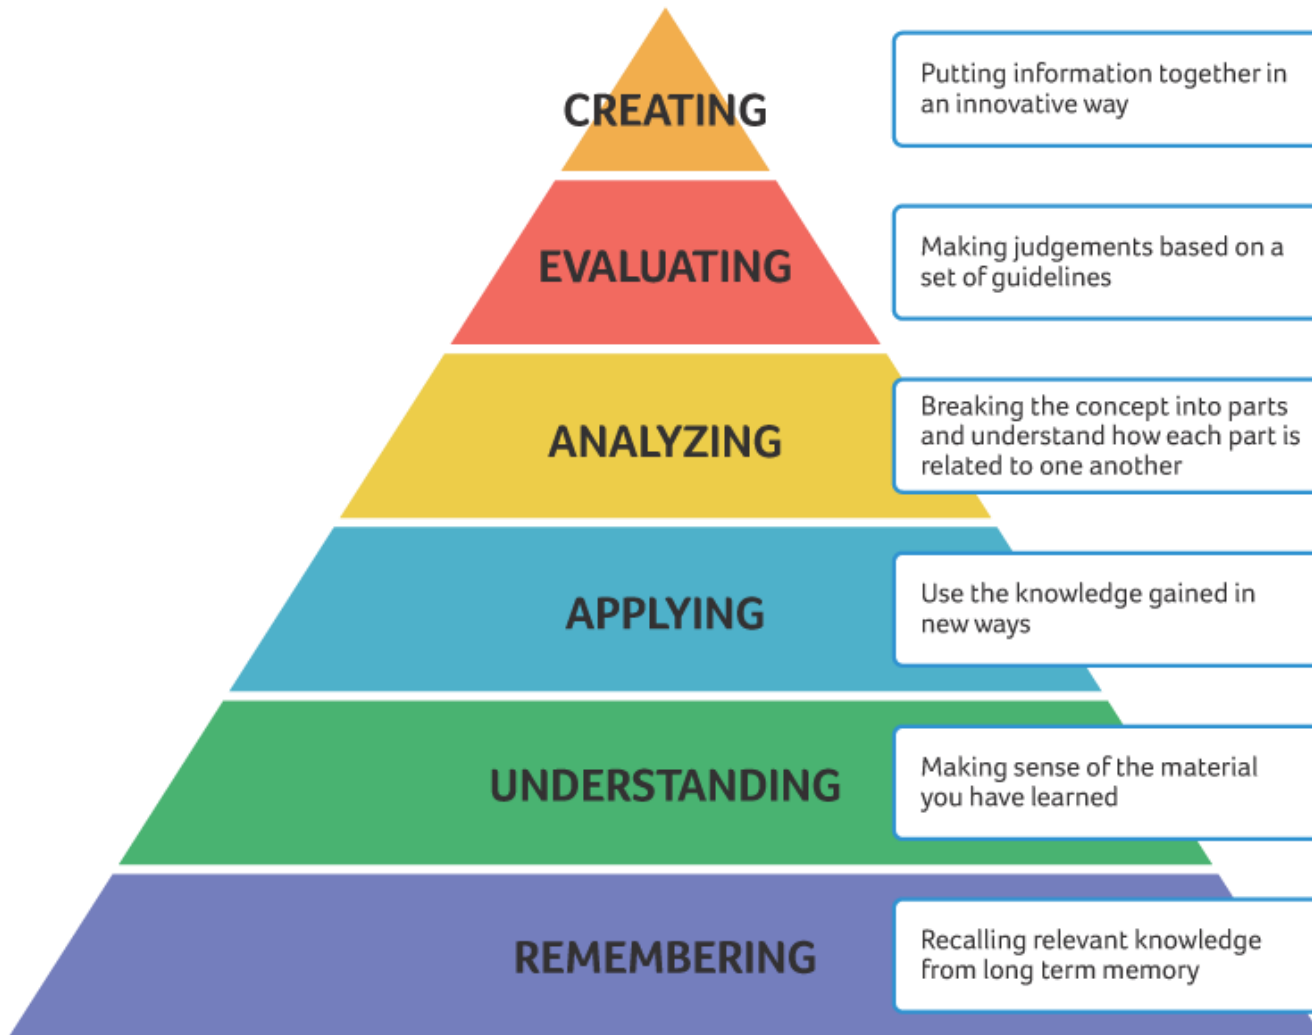 CREATING
Putting information together in
an innovative way
EVALUATING
Making judgements based on a
set of guidelines
ANALYZING
Breaking the concept into parts
and understand how each part is
related to one another
APPLYING
Use the knowledge gained in
new ways
UNDERSTANDING
Making sense of the material
you have learned
REMEMBERING
Recalling relevant knowledge
from long term memory